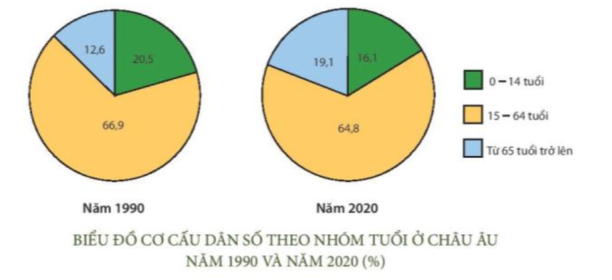 12,6
20,5
66,9
19,1
16,1
64,8
0 – 14 tuổi
15 – 64 tuổi
Từ 65 tuổi trở lên
Năm 1990
Năm 2020
BIỂU ĐỒ CƠ CẤU DÂN SỐ THEO NHÓM TUỔI Ở CHÂU ÂU
NĂM 1990 VÀ NĂM 2020 (%)